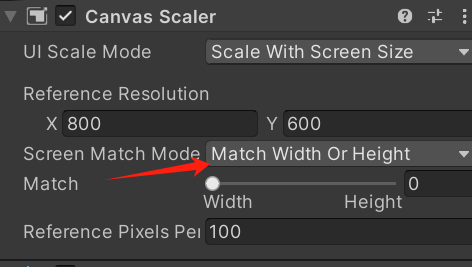 Canvas Scaler
UI Scale Mode Scale With Screen Size
Reference Resolution
X 800 Y 600
Screen Match Mode Match Width Or Height
Match 0
Width Height
Reference Pixels Per 100